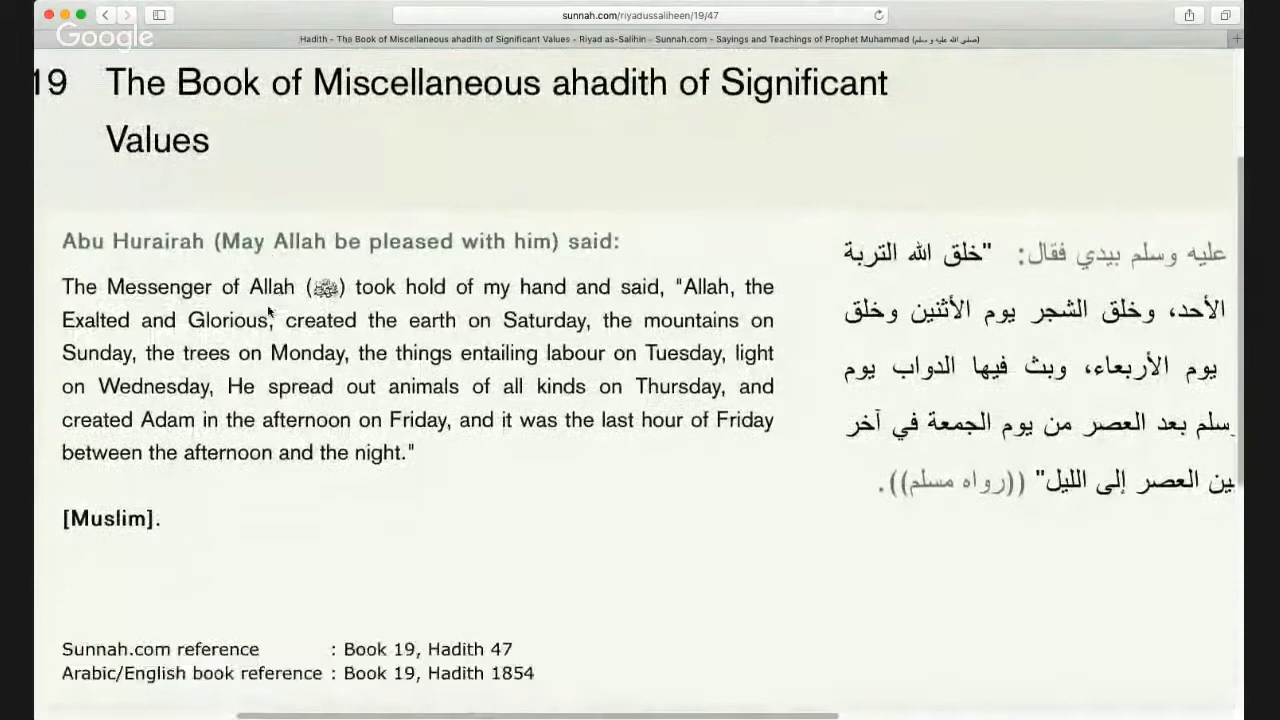 sunnah.com/riyadussaliheen/19/47
Google
Hadith - The Book of Miscellaneous ahadith of Significant Values - Riyad as-Salihin - Sunnah.com - Sayings and Teachings of Prophet Muhammad (صلى الله عليه و سلم)
19 The Book of Miscellaneous ahadith of Significant
Values
Abu Hurairah (May Allah be pleased with him) said:
The Messenger of Allah (ﷺ) took hold of my hand and said, "Allah, the
Exalted and Glorious, created the earth on Saturday, the mountains on
Sunday, the trees on Monday, the things entailing labour on Tuesday, light
on Wednesday, He spread out animals of all kinds on Thursday, and
created Adam in the afternoon on Friday, and it was the last hour of Friday
between the afternoon and the night."
[Muslim].
عليه وسلم بيدي فقال: "خلق الله التربة
الأحد، وخلق الشجر يوم الأثنين وخلق
يوم الأربعاء، وبث فيها الدواب يوم
سلم بعد العصر من يوم الجمعة في آخر
ين العصر إلى الليل" ((رواه مسلم)).
Sunnah.com reference : Book 19, Hadith 47
Arabic/English book reference : Book 19, Hadith 1854